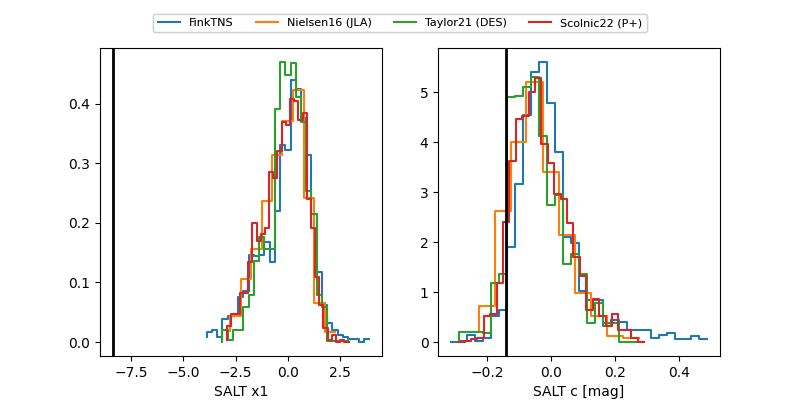 FinkTNS Nielsen16 (JLA) Taylor21 (DES) Scolnic22 (P+)
0.4
0.3
0.2
0.1
0.0
−7.5 −5.0 −2.5 0.0 2.5
SALT x1
5
4
3
2
1
0
−0.2 0.0 0.2 0.4
SALT c [mag]